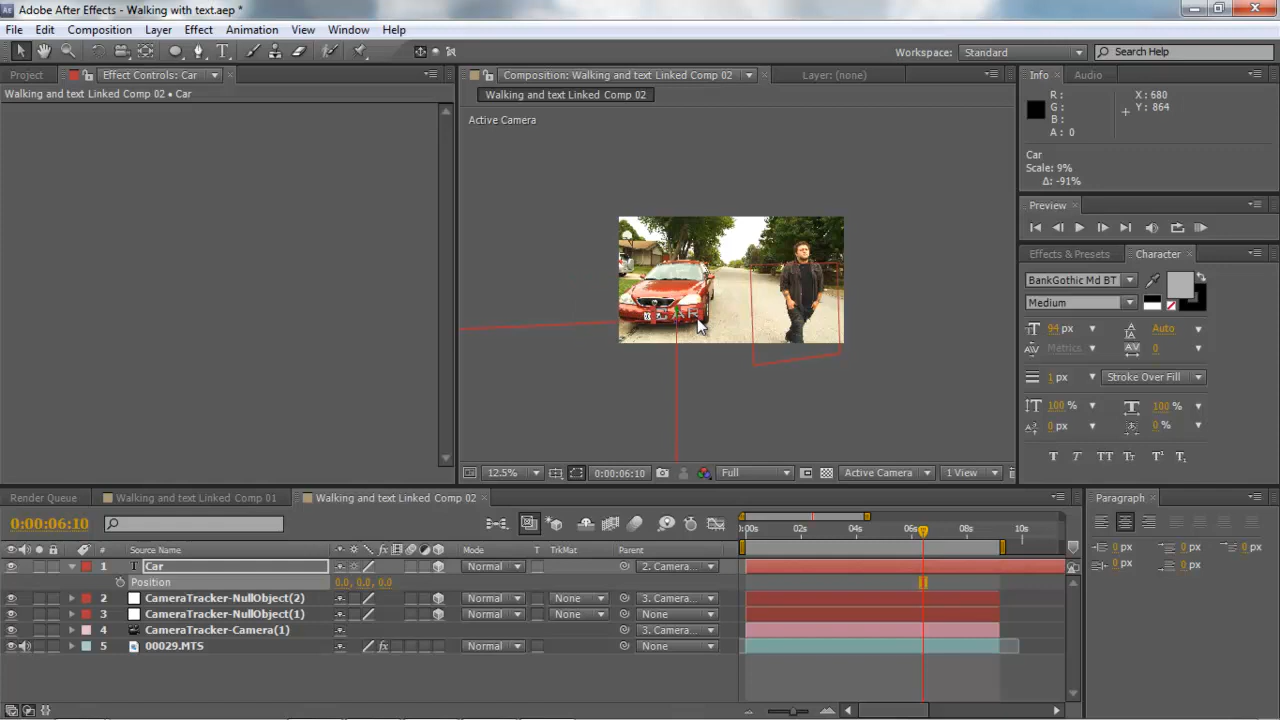 Adobe After Effects - Walking with text.aep *
File Edit Composition Layer Effect Animation View Window Help
Workspace: Standard Search Help
Project Effect Controls: Car
Walking and text Linked Comp 02 • Car
Composition: Walking and text Linked Comp 02 Layer: (none)
Walking and text Linked Comp 02
Active Camera
CAR
12.5% 0:00:06:10 Full Active Camera 1 View
Info Audio
R: X: 680
G: Y: 864
B:
A: 0
Car
Scale: 9%
Δ: -91%
Preview
Effects & Presets Character
BankGothic Md BT
Medium
94 px Auto
Metrics 0
1 px Stroke Over Fill
100 % 100 %
0 px 0 %
T T TT Tт T¹ T₁
Render Queue Walking and text Linked Comp 01 Walking and text Linked Comp 02
0:00:06:10
:00s 02s 04s 06s 08s 10s
# Source Name Mode T TrkMat Parent
1 T Car Normal 2. Camera...
Position 0.0, 0.0, 0.0
2 CameraTracker-NullObject(2) Normal None 3. Camera...
3 CameraTracker-NullObject(1) Normal None None
4 CameraTracker-Camera(1) 3. Camera...
5 00029.MTS Normal None None
Paragraph
0 px 0 px 0 px
0 px 0 px